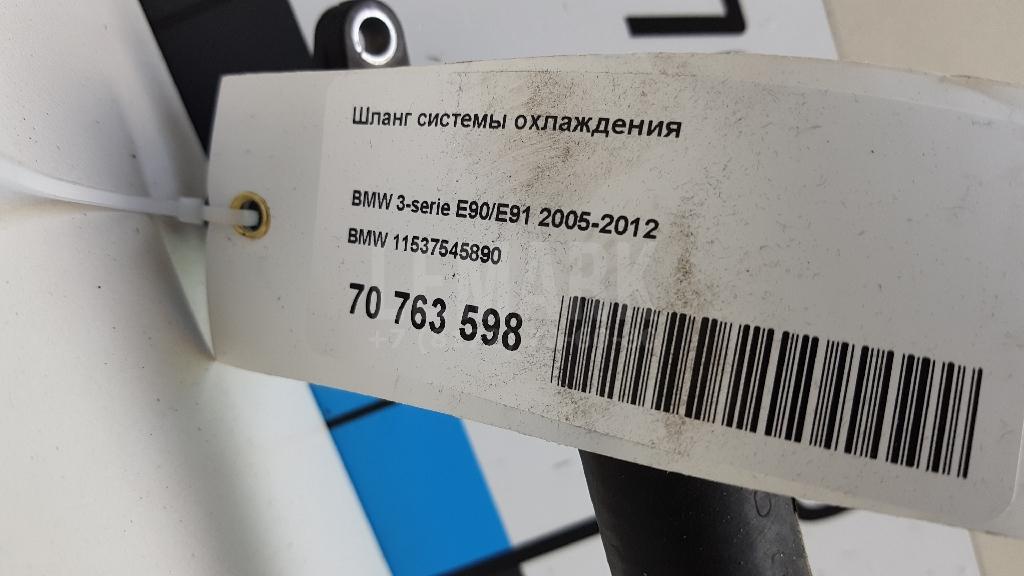 Шланг системы охлаждения
BMW 3-serie E90/E91 2005-2012
BMW 11537545890
70 763 598